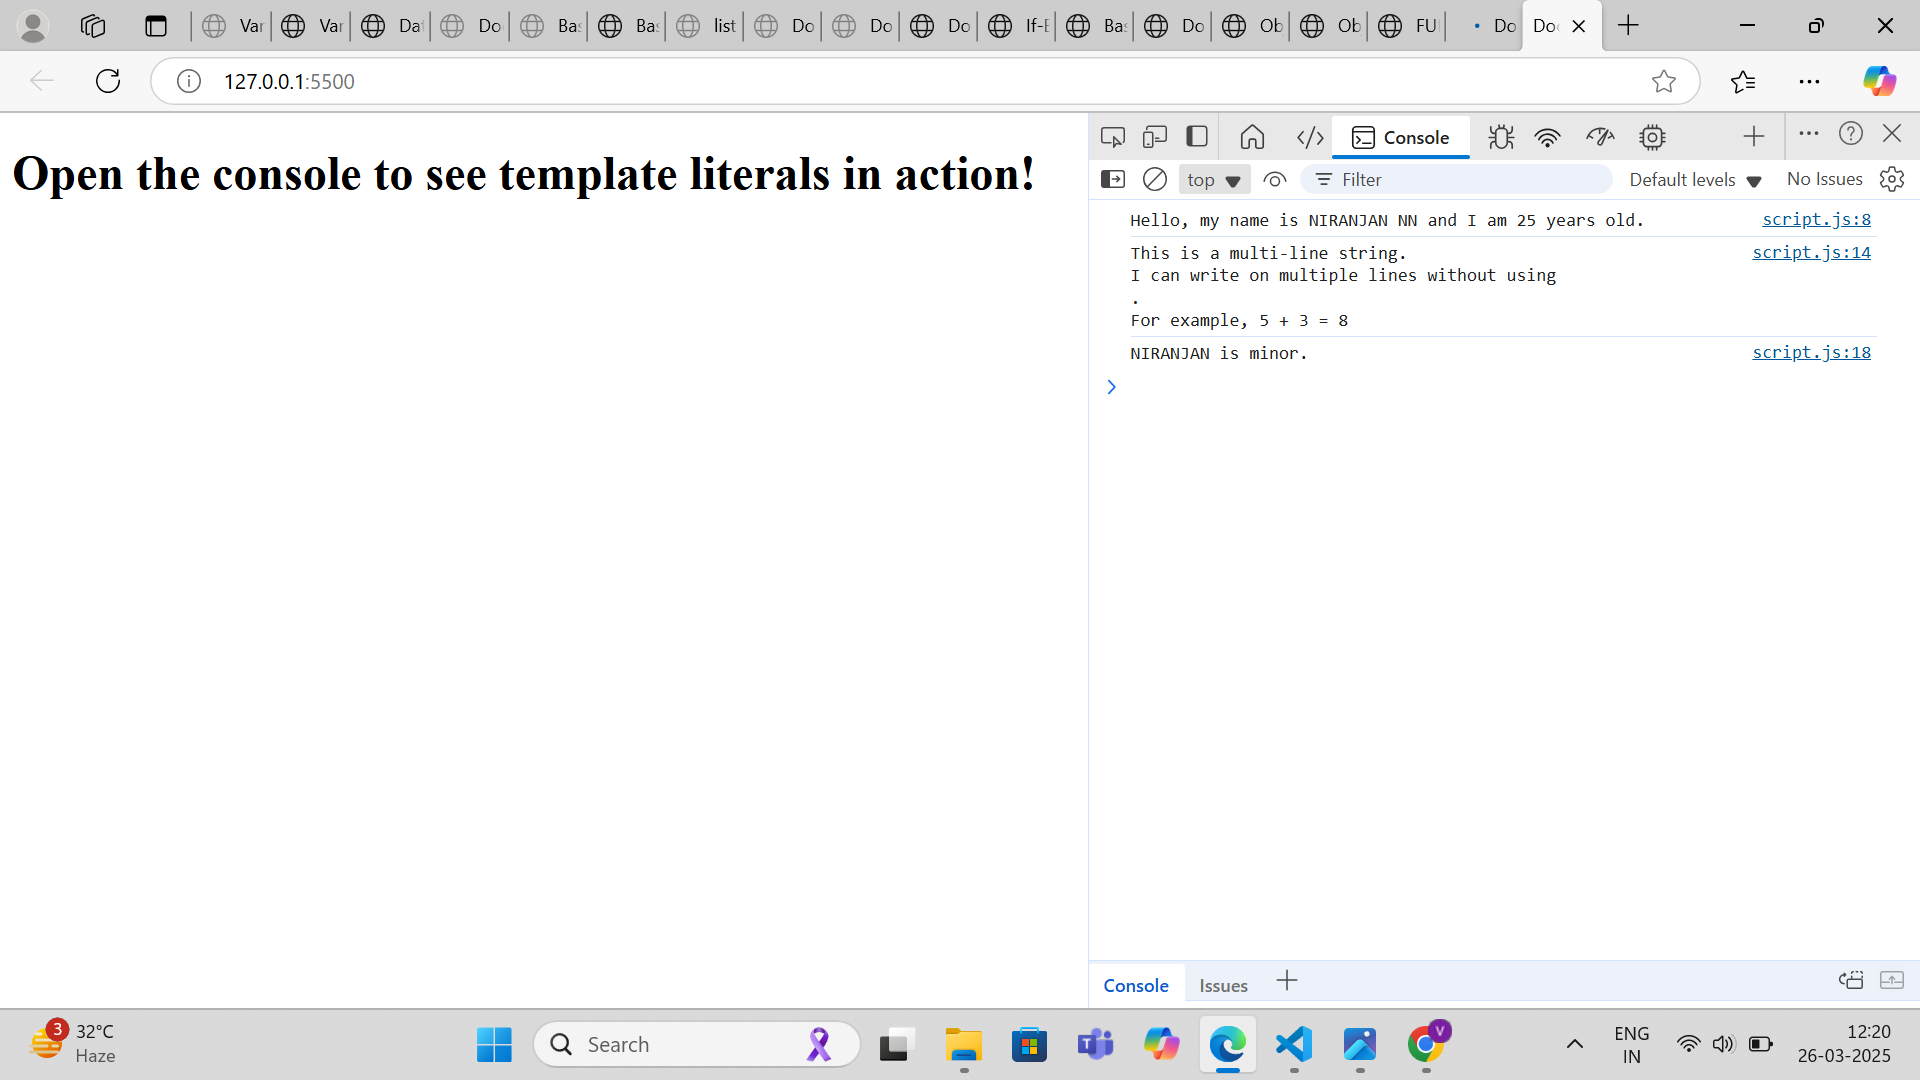 Var
Var
Dat
Do
Bas
Bas
list
Do
Do
Do
If-E
Bas
Do
Ob
Ob
FU
Do
Do
127.0.0.1:5500
Open the console to see template literals in action!
Console
top
Filter
Default levels
No Issues
Hello, my name is NIRANJAN NN and I am 25 years old.
script.js:8
This is a multi-line string.
script.js:14
I can write on multiple lines without using
.
For example, 5 + 3 = 8
NIRANJAN is minor.
script.js:18
Console
Issues
3
32°C
Haze
Search
V
ENG
IN
12:20
26-03-2025